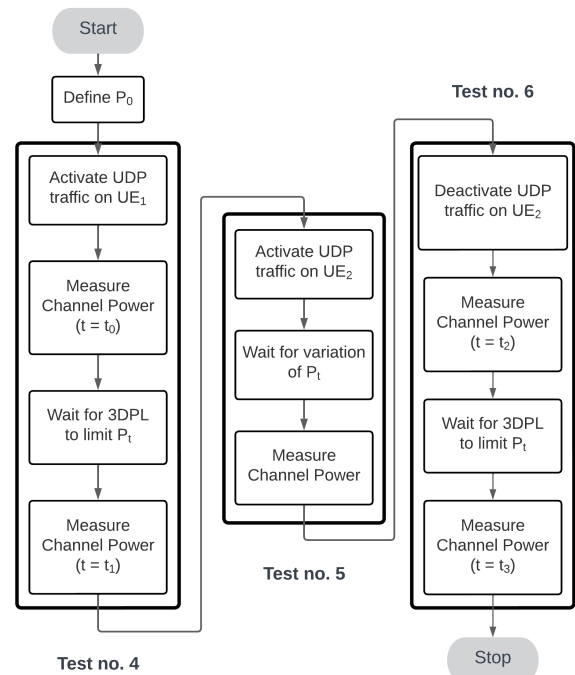 Start
Define P₀
Activate UDP
traffic on UE₁
Measure
Channel Power
(t = t₀)
Wait for 3DPL
to limit Pₜ
Measure
Channel Power
(t = t₁)
Test no. 4
Activate UDP
traffic on UE₂
Wait for variation
of Pₜ
Measure
Channel Power
Test no. 5
Test no. 6
Deactivate UDP
traffic on UE₂
Measure
Channel Power
(t = t₂)
Wait for 3DPL
to limit Pₜ
Measure
Channel Power
(t = t₃)
Stop